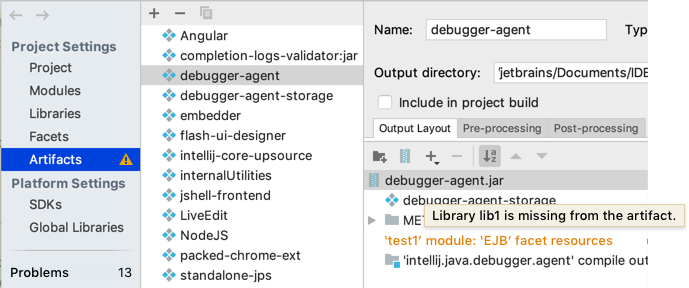 Project Settings
Project
Modules
Libraries
Facets
Artifacts
Platform Settings
SDKs
Global Libraries
Problems 13
Angular
completion-logs-validator:jar
debugger-agent
debugger-agent-storage
embedder
flash-ui-designer
intellij-core-upsource
internalUtilities
jshell-frontend
LiveEdit
NodeJS
packed-chrome-ext
standalone-jps
Name: debugger-agent Typ
Output directory: 'jetbrains/Documents/IDE
Include in project build
Output Layout Pre-processing Post-processing
debugger-agent.jar
debugger-agent-storage
MET
Library lib1 is missing from the artifact.
'test1' module: 'EJB' facet resources
'intellij.java.debugger.agent' compile out